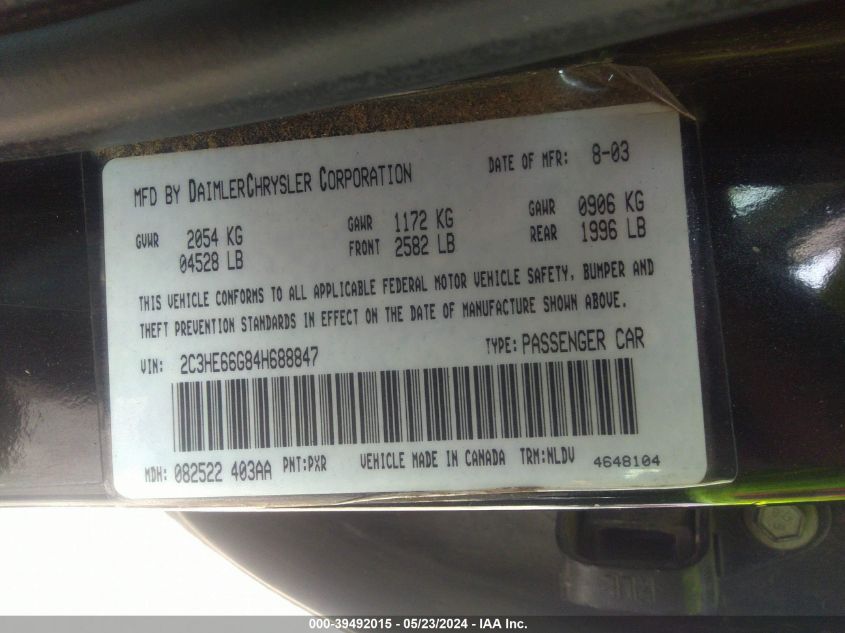 MFD BY DAIMLERCHRYSLER CORPORATION DATE OF MFR: 8-03
GVWR 2054 KG GAWR 1172 KG GAWR 0906 KG
04528 LB FRONT 2582 LB REAR 1996 LB
THIS VEHICLE CONFORMS TO ALL APPLICABLE FEDERAL MOTOR VEHICLE SAFETY, BUMPER AND
THEFT PREVENTION STANDARDS IN EFFECT ON THE DATE OF MANUFACTURE SHOWN ABOVE.
VIN: 2C3HE66G84H688847 TYPE: PASSENGER CAR
MDH: 082522 403AA PNT:PXR VEHICLE MADE IN CANADA TRM:NLDV
4648104
000-39492015 - 05/23/2024 - IAA Inc.